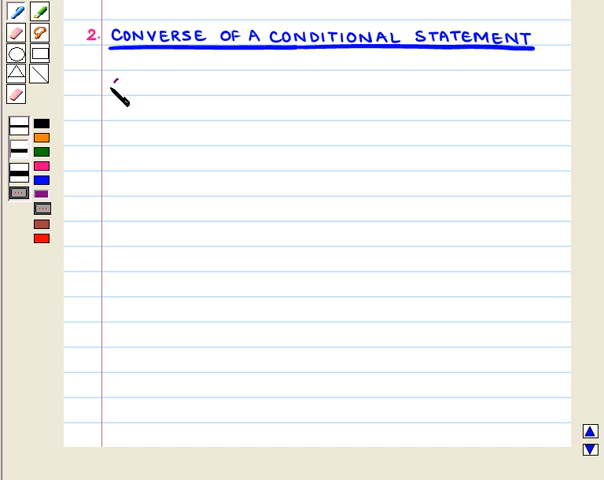 2. CONVERSE OF A CONDITIONAL STATEMENT